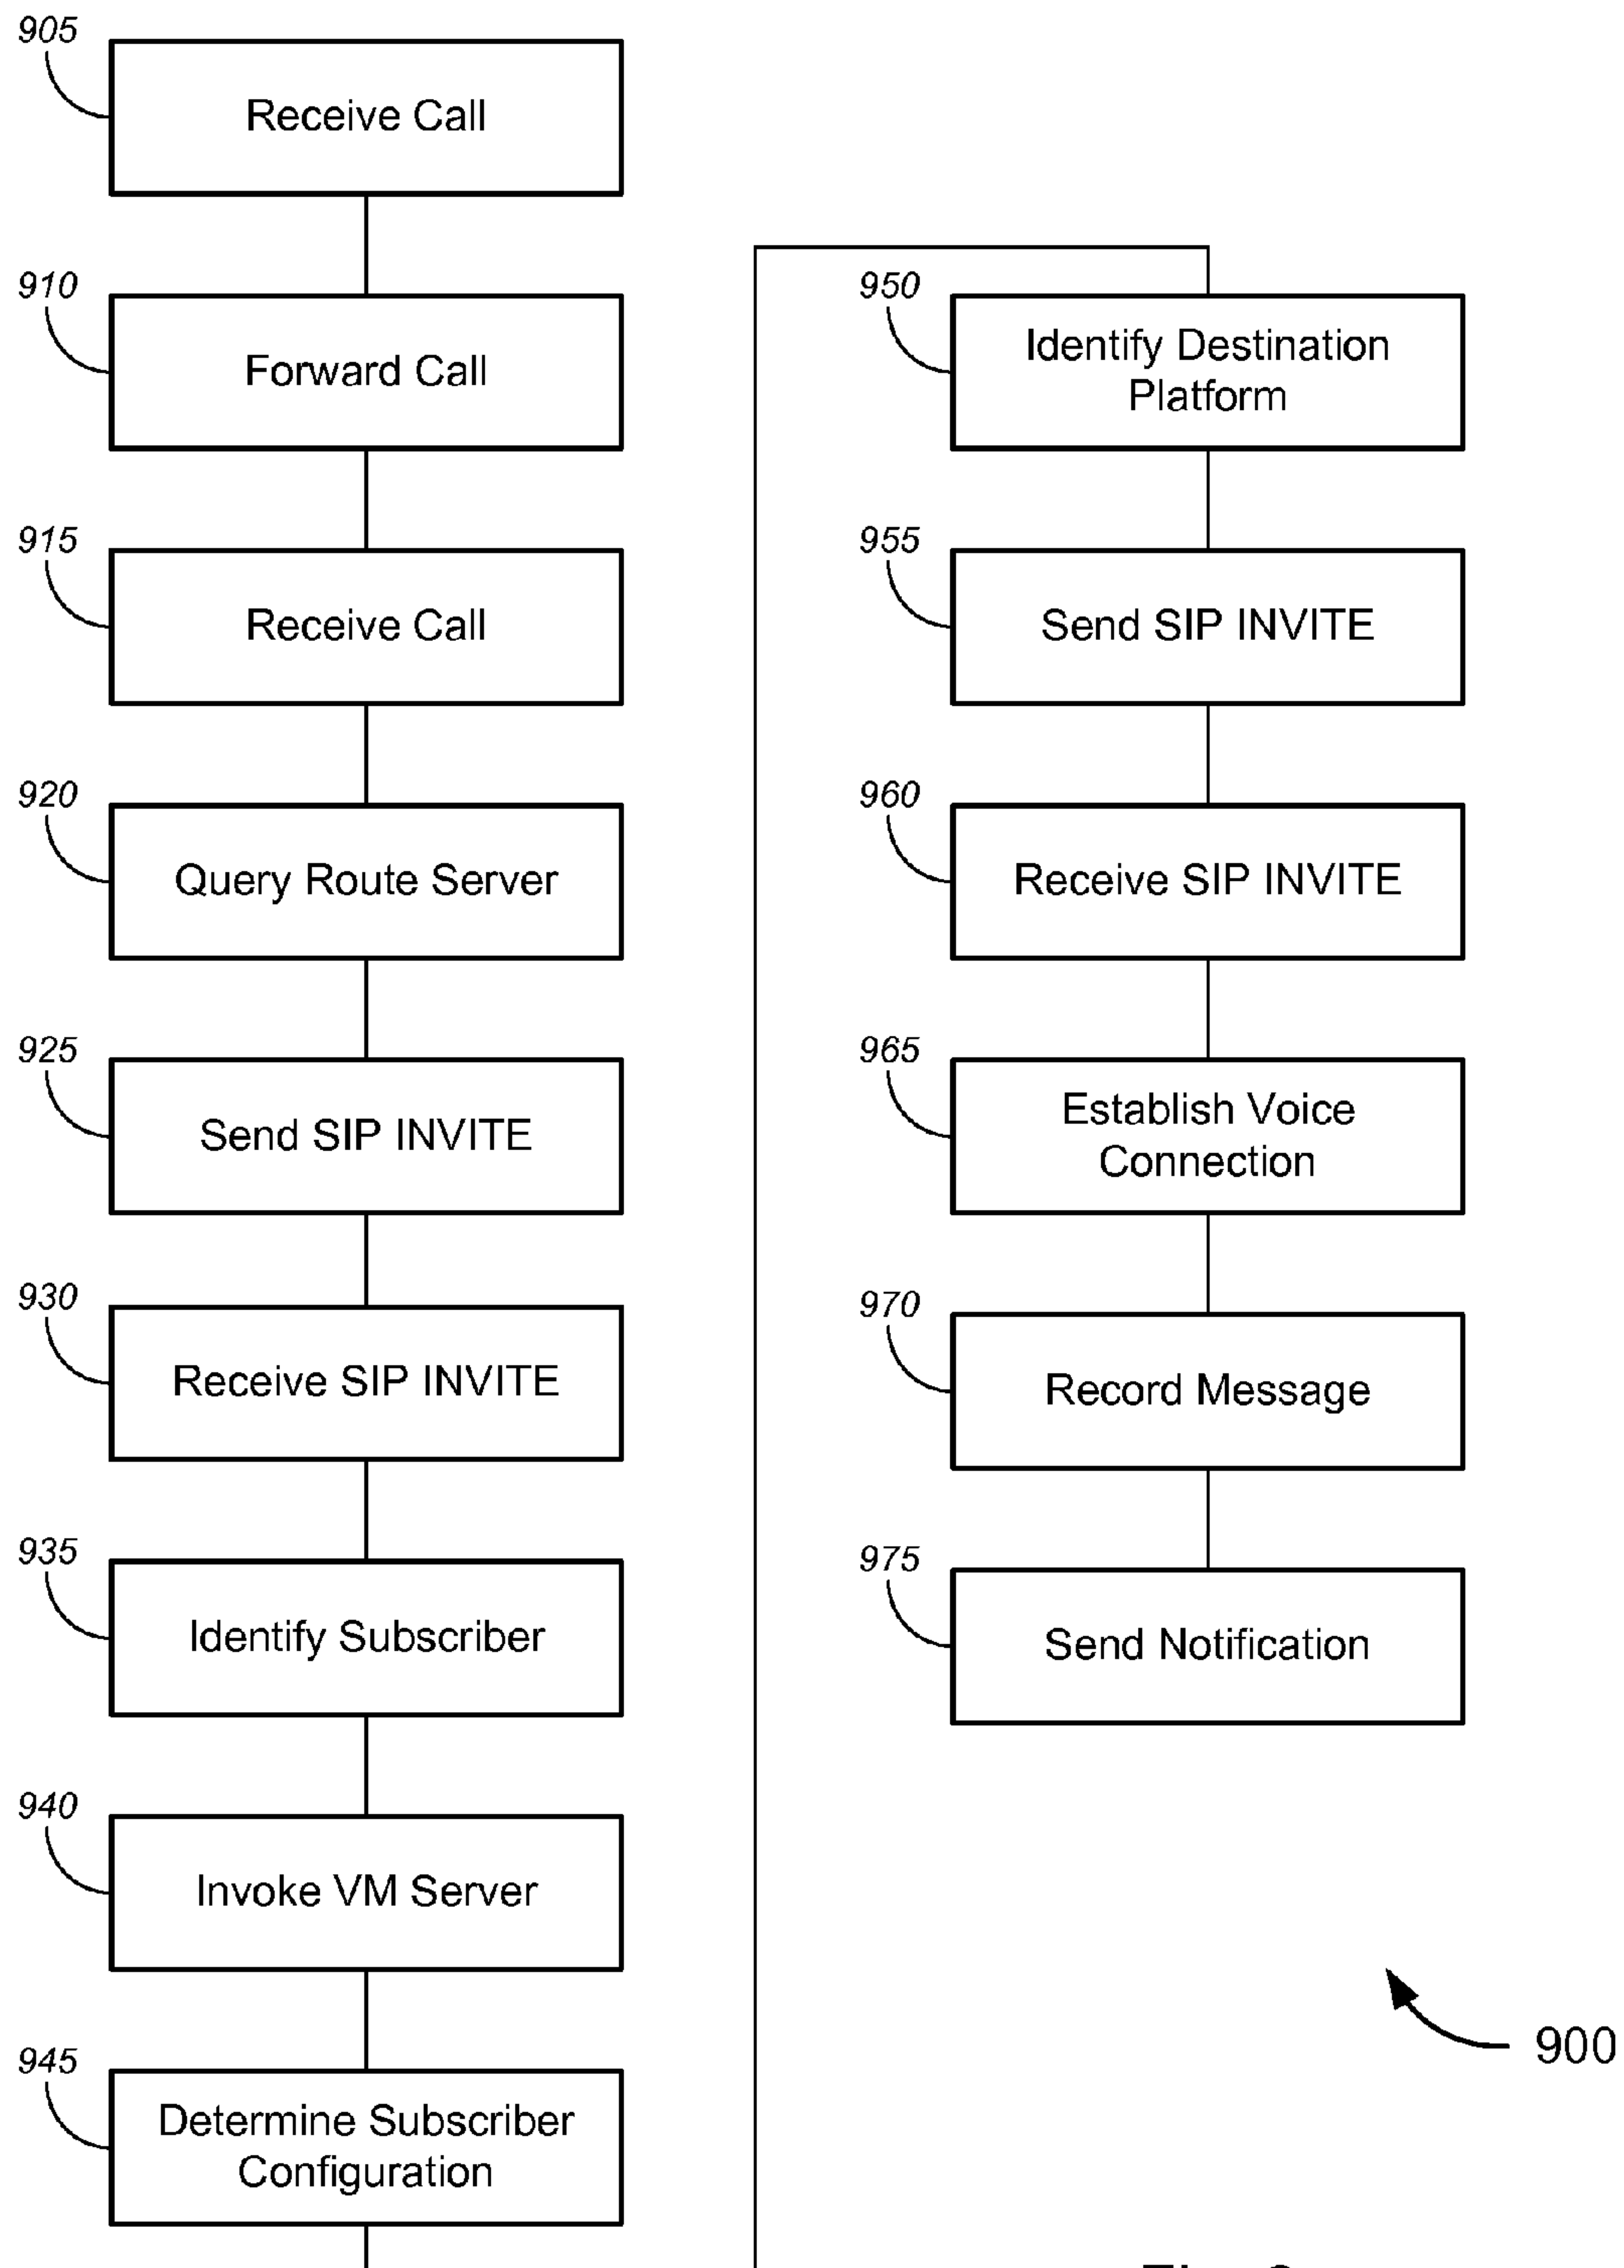 905
Receive Call
910
Forward Call
915
Receive Call
920
Query Route Server
925
Send SIP INVITE
930
Receive SIP INVITE
935
Identify Subscriber
940
Invoke VM Server
945
Determine Subscriber
Configuration
950
Identify Destination
Platform
955
Send SIP INVITE
960
Receive SIP INVITE
965
Establish Voice
Connection
970
Record Message
975
Send Notification
900